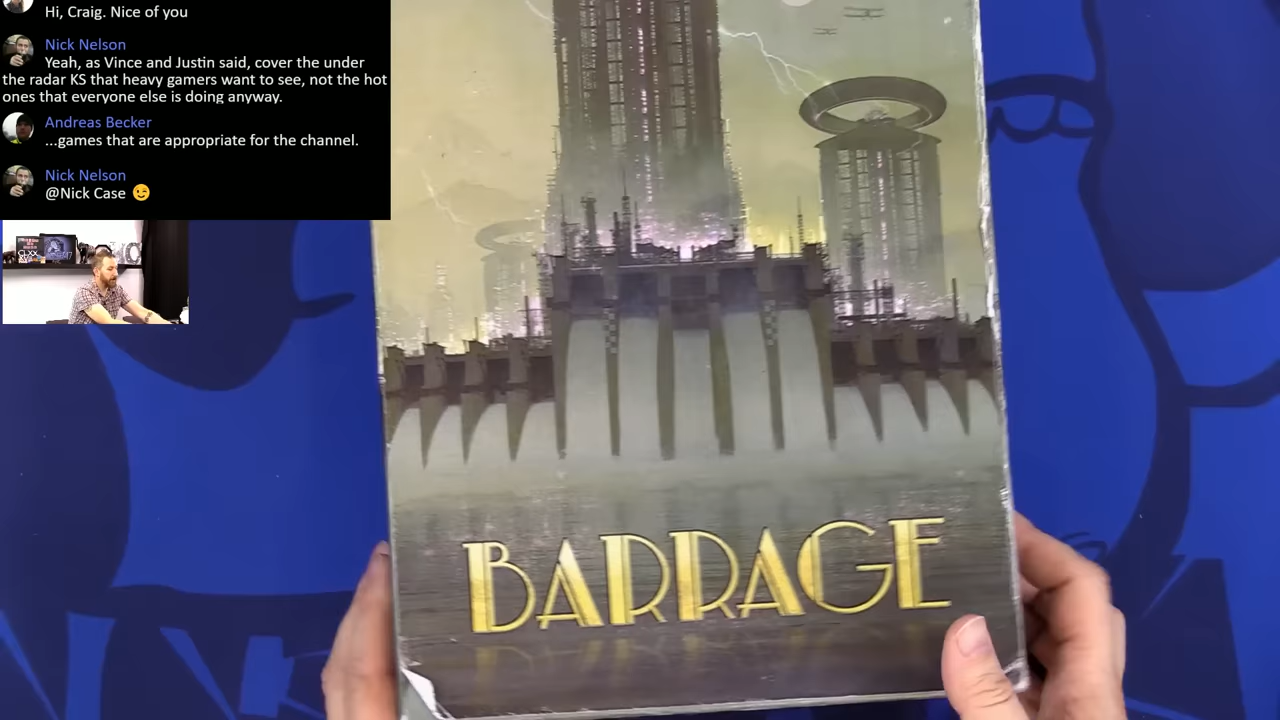 Hi, Craig. Nice of you
Nick Nelson
Yeah, as Vince and Justin said, cover the under
the radar KS that heavy gamers want to see, not the hot
ones that everyone else is doing anyway.
Andreas Becker
...games that are appropriate for the channel.
Nick Nelson
@Nick Case 😉
BARRAGE